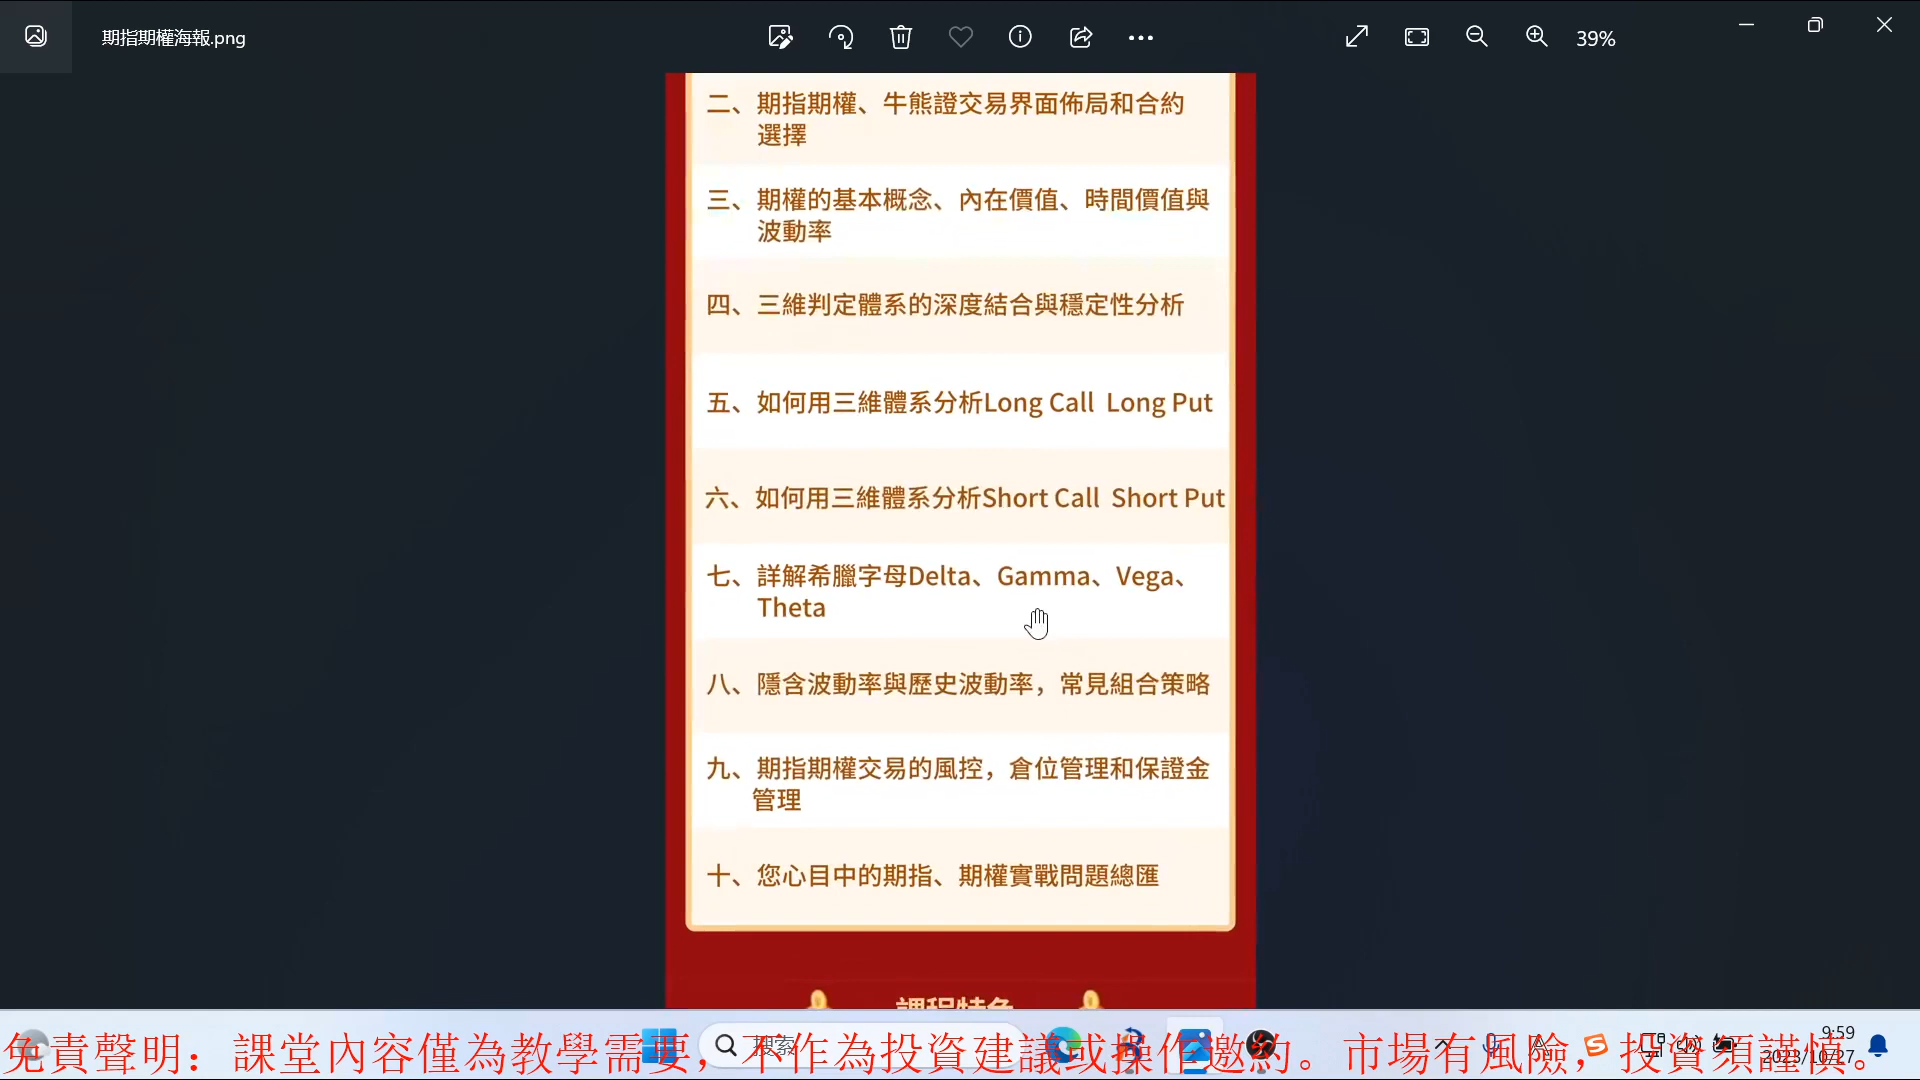 期指期權海報.png
39%
二、期指期權、牛熊證交易界面佈局和合約
選擇
三、期權的基本概念、內在價值、時間價值與
波動率
四、三維判定體系的深度結合與穩定性分析
五、如何用三維體系分析Long Call Long Put
六、如何用三維體系分析Short Call Short Put
七、詳解希臘字母Delta、Gamma、Vega、
Theta
八、隱含波動率與歷史波動率，常見組合策略
九、期指期權交易的風控，倉位管理和保證金
管理
十、您心目中的期指、期權實戰問題總匯
課程特色
搜索
9:59
2023/10/27
免責聲明：課堂內容僅為教學需要，不作為投資建議或操作邀約。市場有風險，投資須謹慎。